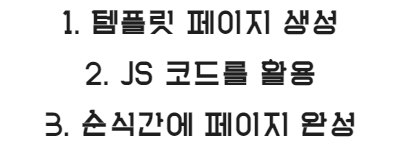 1. 템플릿 페이지 생성
2. JS 코드를 활용
3. 순식간에 페이지 완성